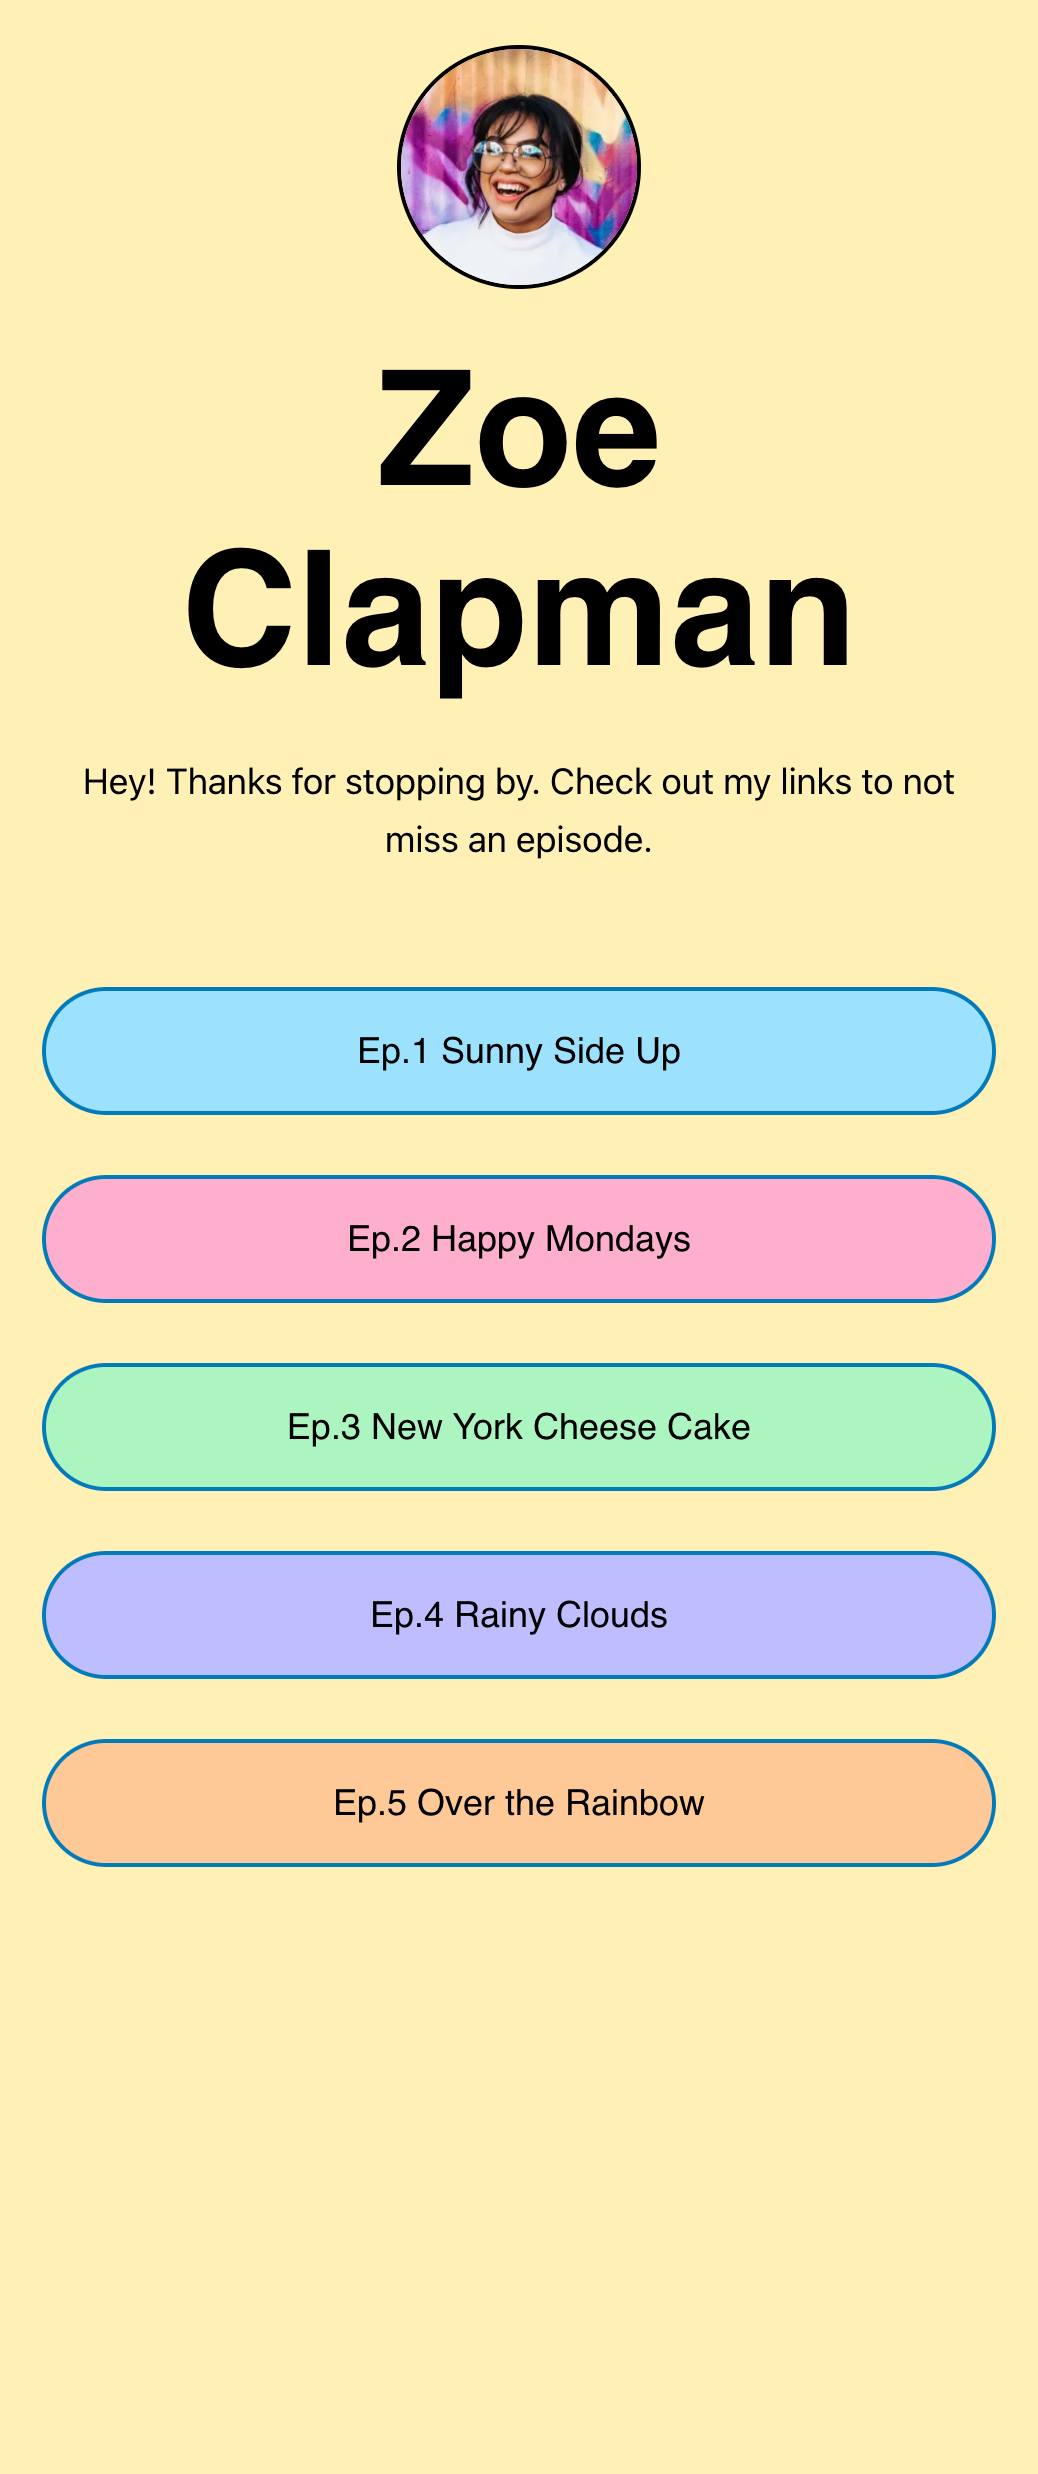 Zoe
Clapman
Hey! Thanks for stopping by. Check out my links to not
miss an episode.
Ep.1 Sunny Side Up
Ep.2 Happy Mondays
Ep.3 New York Cheese Cake
Ep.4 Rainy Clouds
Ep.5 Over the Rainbow